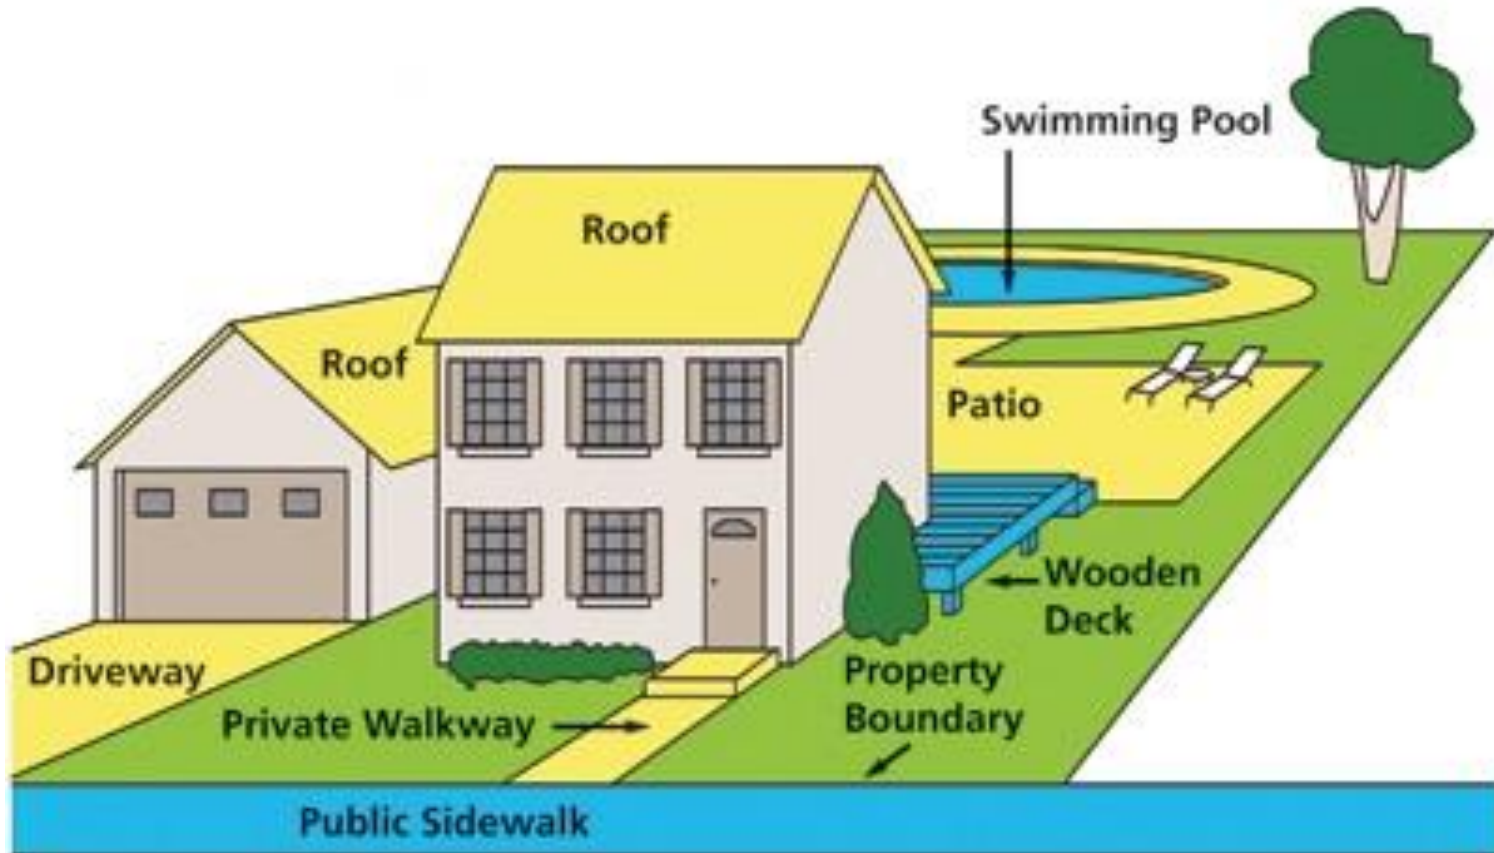 Swimming Pool
Roof
Roof
Patio
Wooden
Deck
Driveway
Property
Boundary
Private Walkway
Public Sidewalk